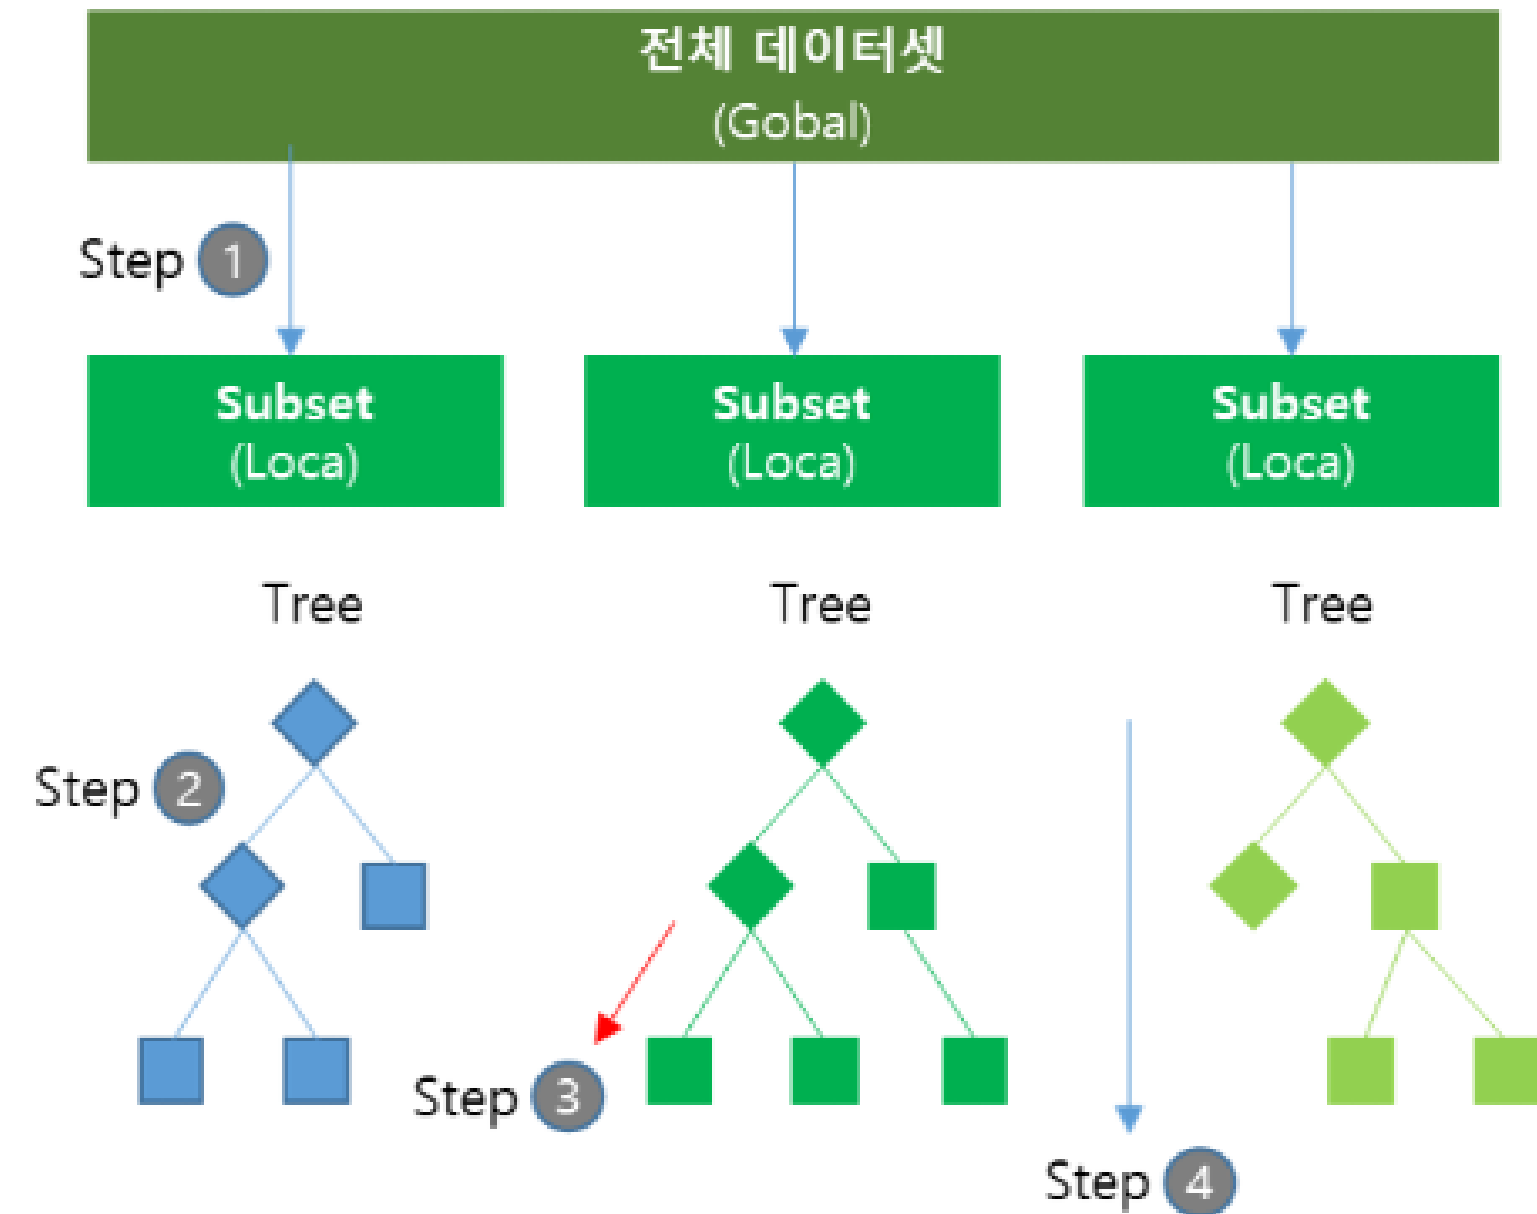 전체 데이터셋
(Gobal)
Step 1
Subset
(Loca)
Subset
(Loca)
Subset
(Loca)
Tree
Tree
Tree
Step 2
Step 3
Step 4